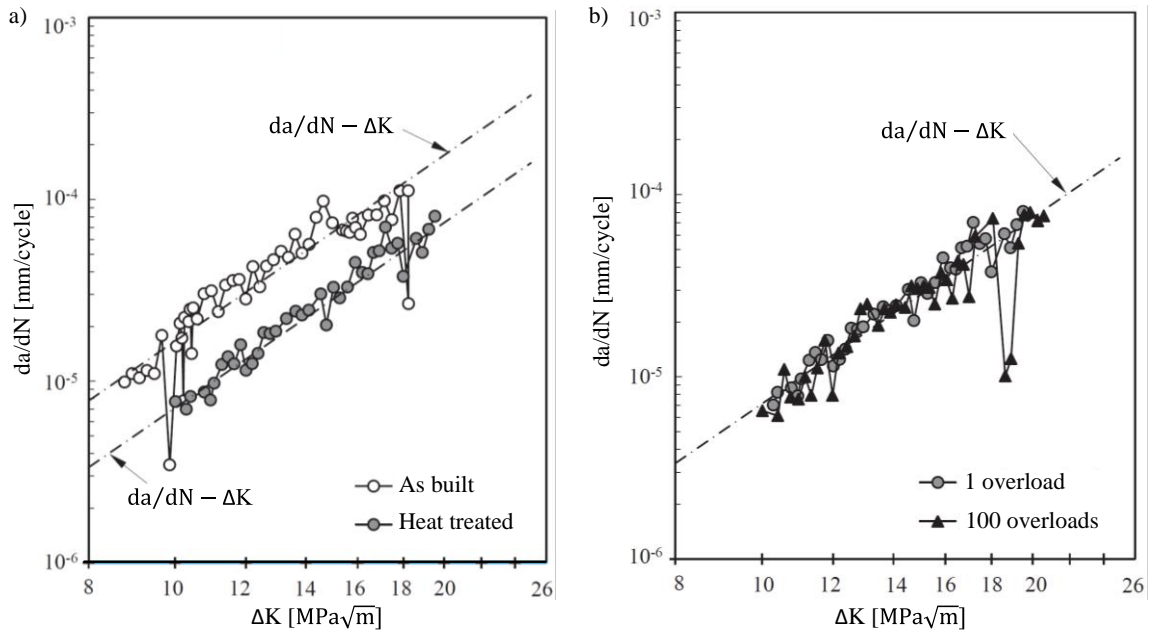 a)
10⁻³
da/dN − ΔK
10⁻⁴
da/dN [mm/cycle]
10⁻⁵
da/dN − ΔK
As built
Heat treated
10⁻⁶
8 10 12 14 16 18 20 26
ΔK [MPa√m]
b)
10⁻³
da/dN − ΔK
10⁻⁴
da/dN [mm/cycle]
10⁻⁵
1 overload
100 overloads
10⁻⁶
8 10 12 14 16 18 20 26
ΔK [MPa√m]